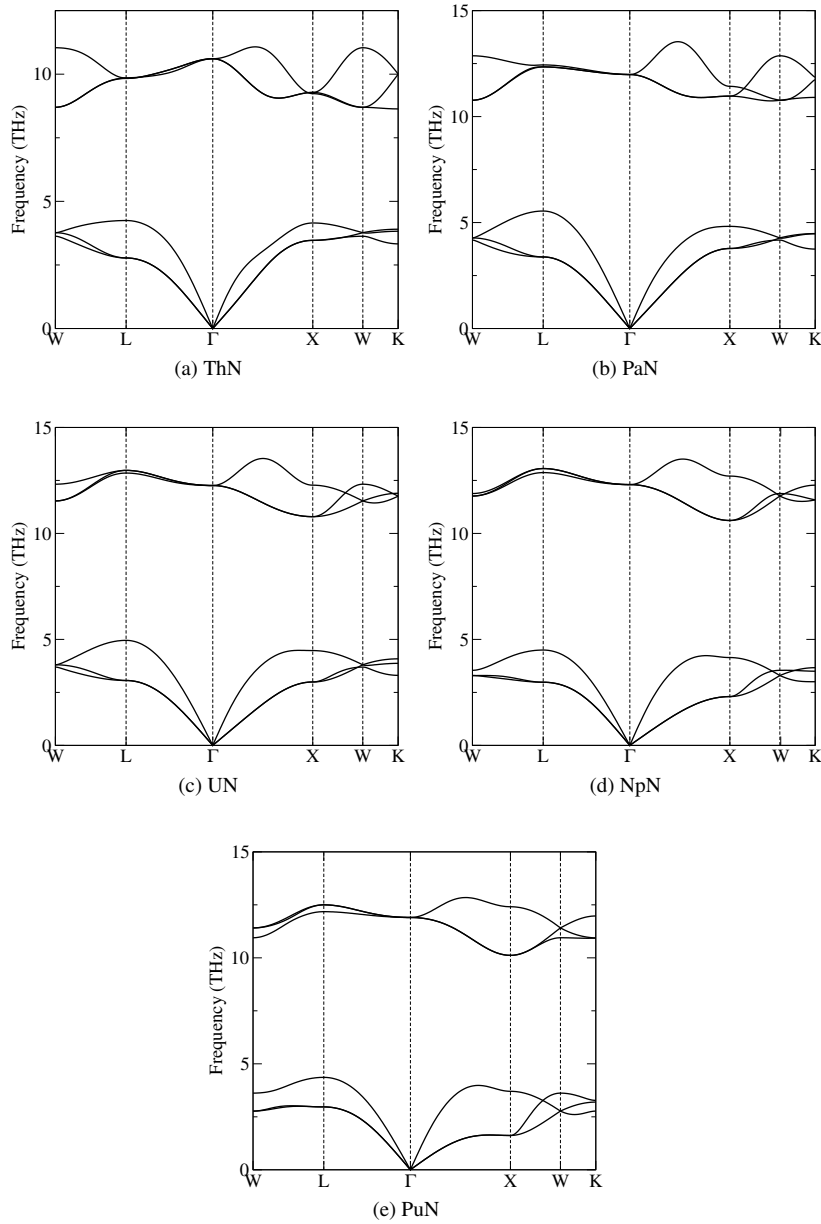 Frequency (THz)
10
5
0
W L Γ X W K
(a) ThN
Frequency (THz)
15
10
5
0
W L Γ X W K
(b) PaN
Frequency (THz)
15
10
5
0
W L Γ X W K
(c) UN
Frequency (THz)
15
10
5
0
W L Γ X W K
(d) NpN
Frequency (THz)
15
10
5
0
W L Γ X W K
(e) PuN